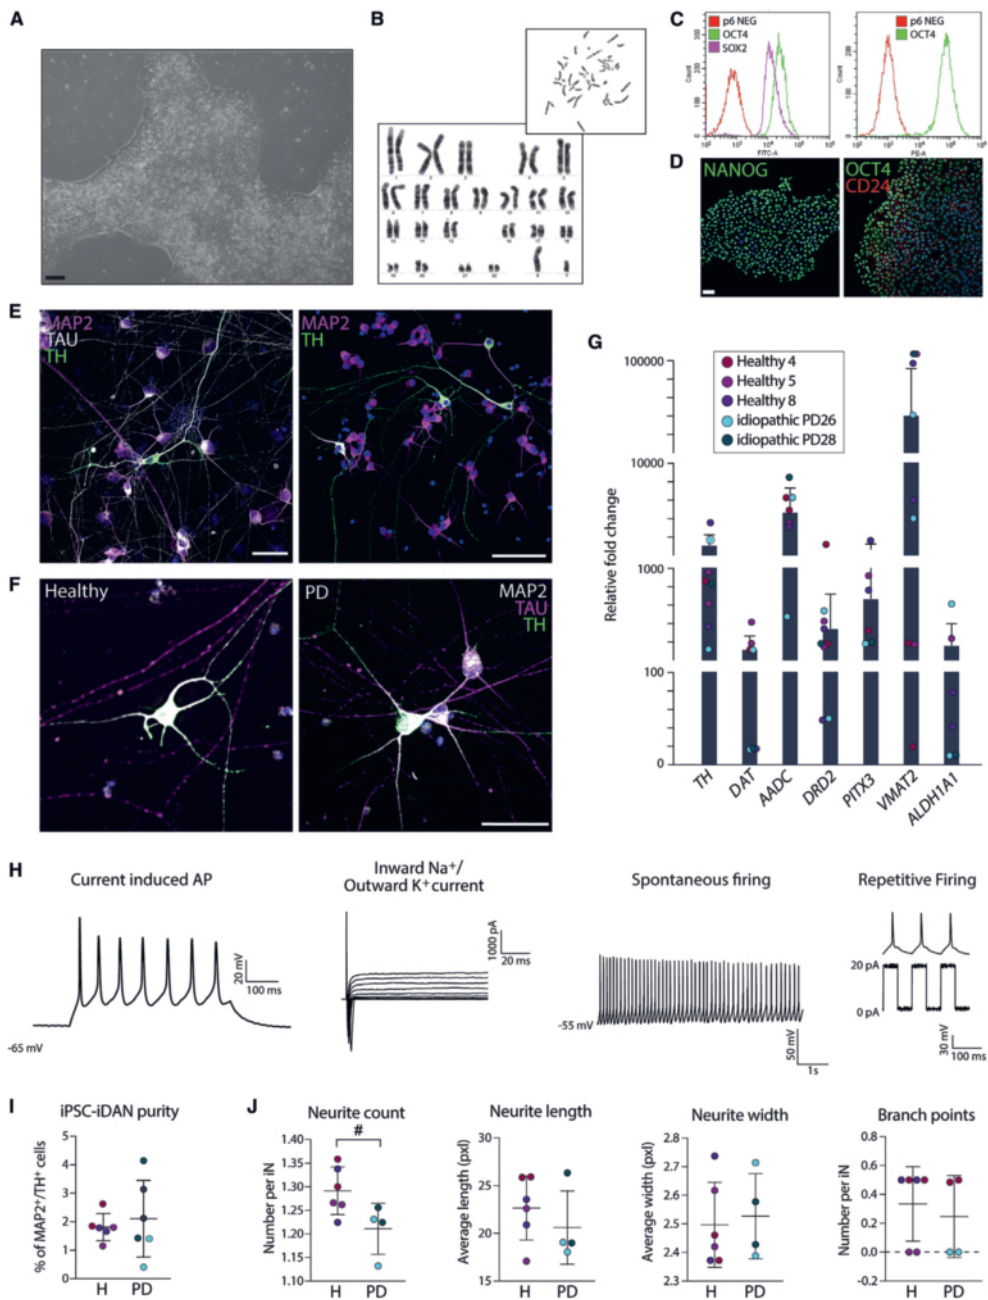 A
B
C
p6 NEG
OCT4
SOX2
Count
300
200
100
0
FITC-A
p6 NEG
OCT4
Count
300
200
100
0
PE-A
D
NANOG
OCT4
CD24
E
MAP2
TAU
TH
MAP2
TH
F
Healthy
PD
MAP2
TAU
TH
G
Healthy 4
Healthy 5
Healthy 8
idiopathic PD26
idiopathic PD28
Relative fold change
100000
10000
1000
100
0
TH
DAT
AADC
DRD2
PITX3
VMAT2
ALDH1A1
H
Current induced AP
-65 mV
20 mV
100 ms
Inward Na+/
Outward K+ current
1000 pA
20 ms
Spontaneous firing
-55 mV
50 mV
1s
Repetitive Firing
20 pA
0 pA
30 mV
100 ms
I
iPSC-iDAN purity
% of MAP2+/TH+ cells
5
4
3
2
1
0
H PD
J
Neurite count
#
Number per iN
1.40
1.35
1.30
1.25
1.20
1.15
1.10
H PD
Neurite length
Average length (pxl)
30
25
20
15
H PD
Neurite width
Average width (pxl)
2.8
2.7
2.6
2.5
2.4
2.3
H PD
Branch points
Number per iN
0.8
0.6
0.4
0.2
0.0
-0.2
H PD